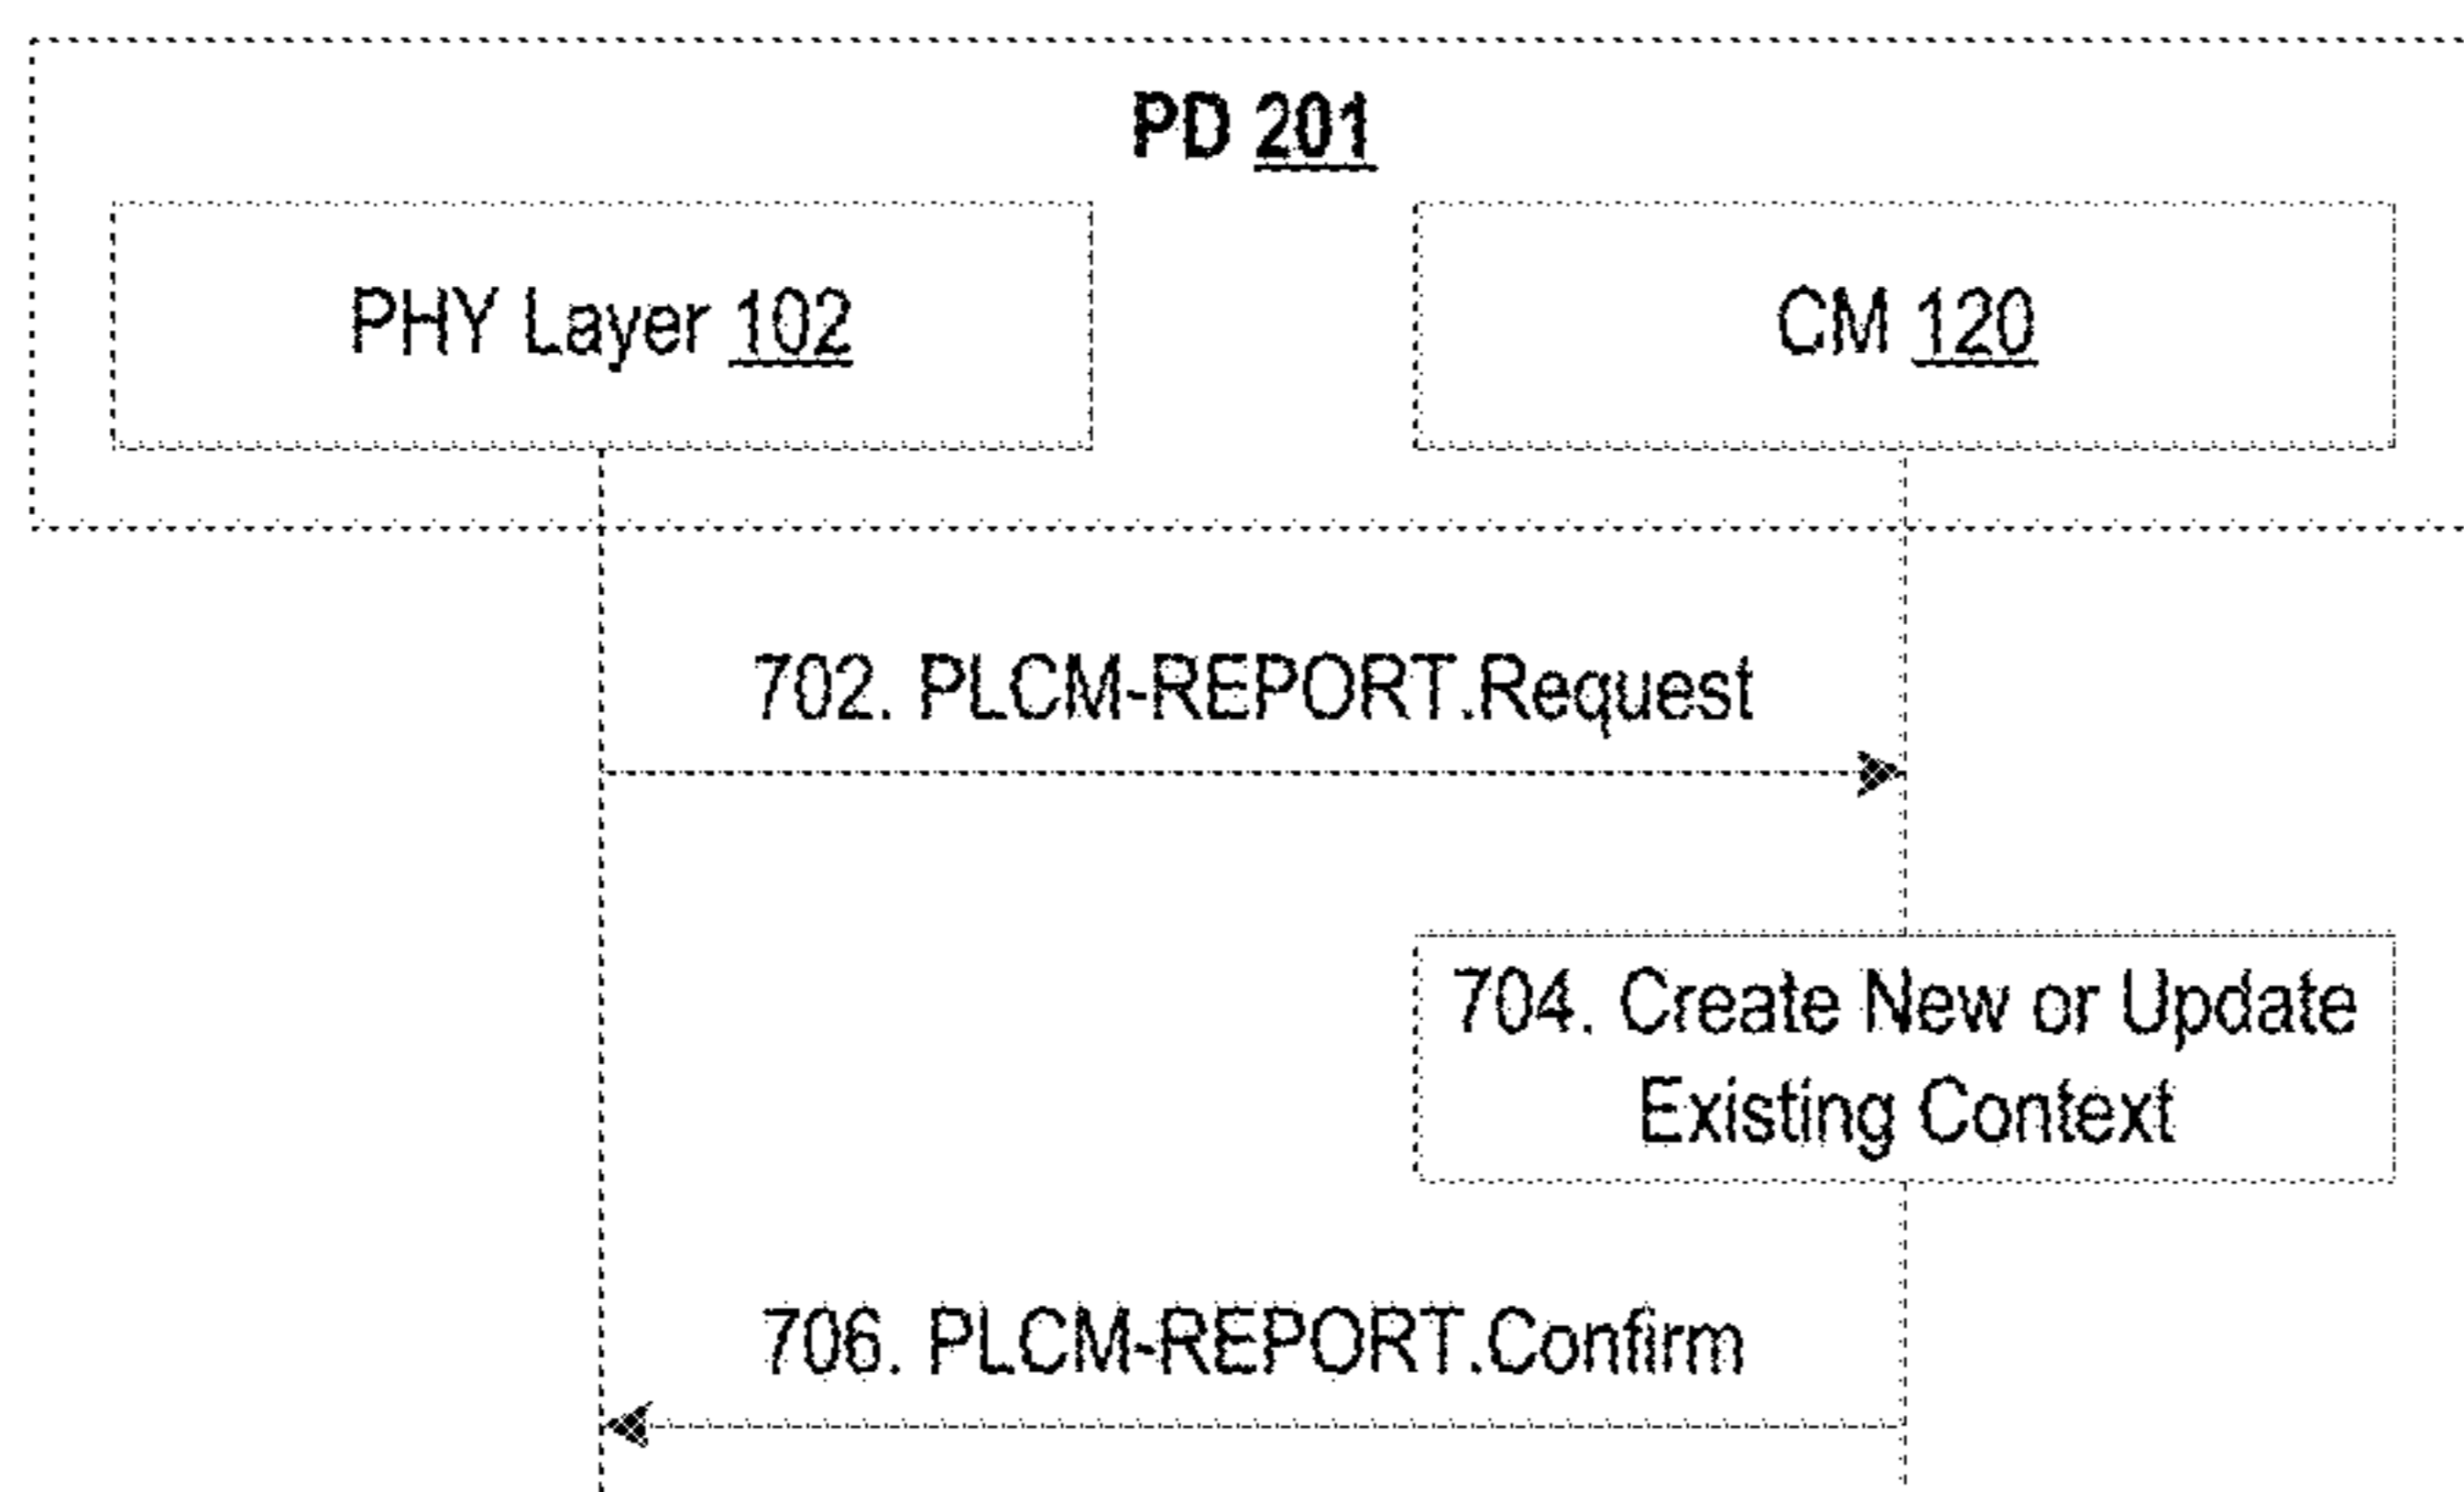 PD 201
PHY Layer 102
CM 120
702. PLCM-REPORT.Request
704. Create New or Update
Existing Context
706. PLCM-REPORT.Confirm